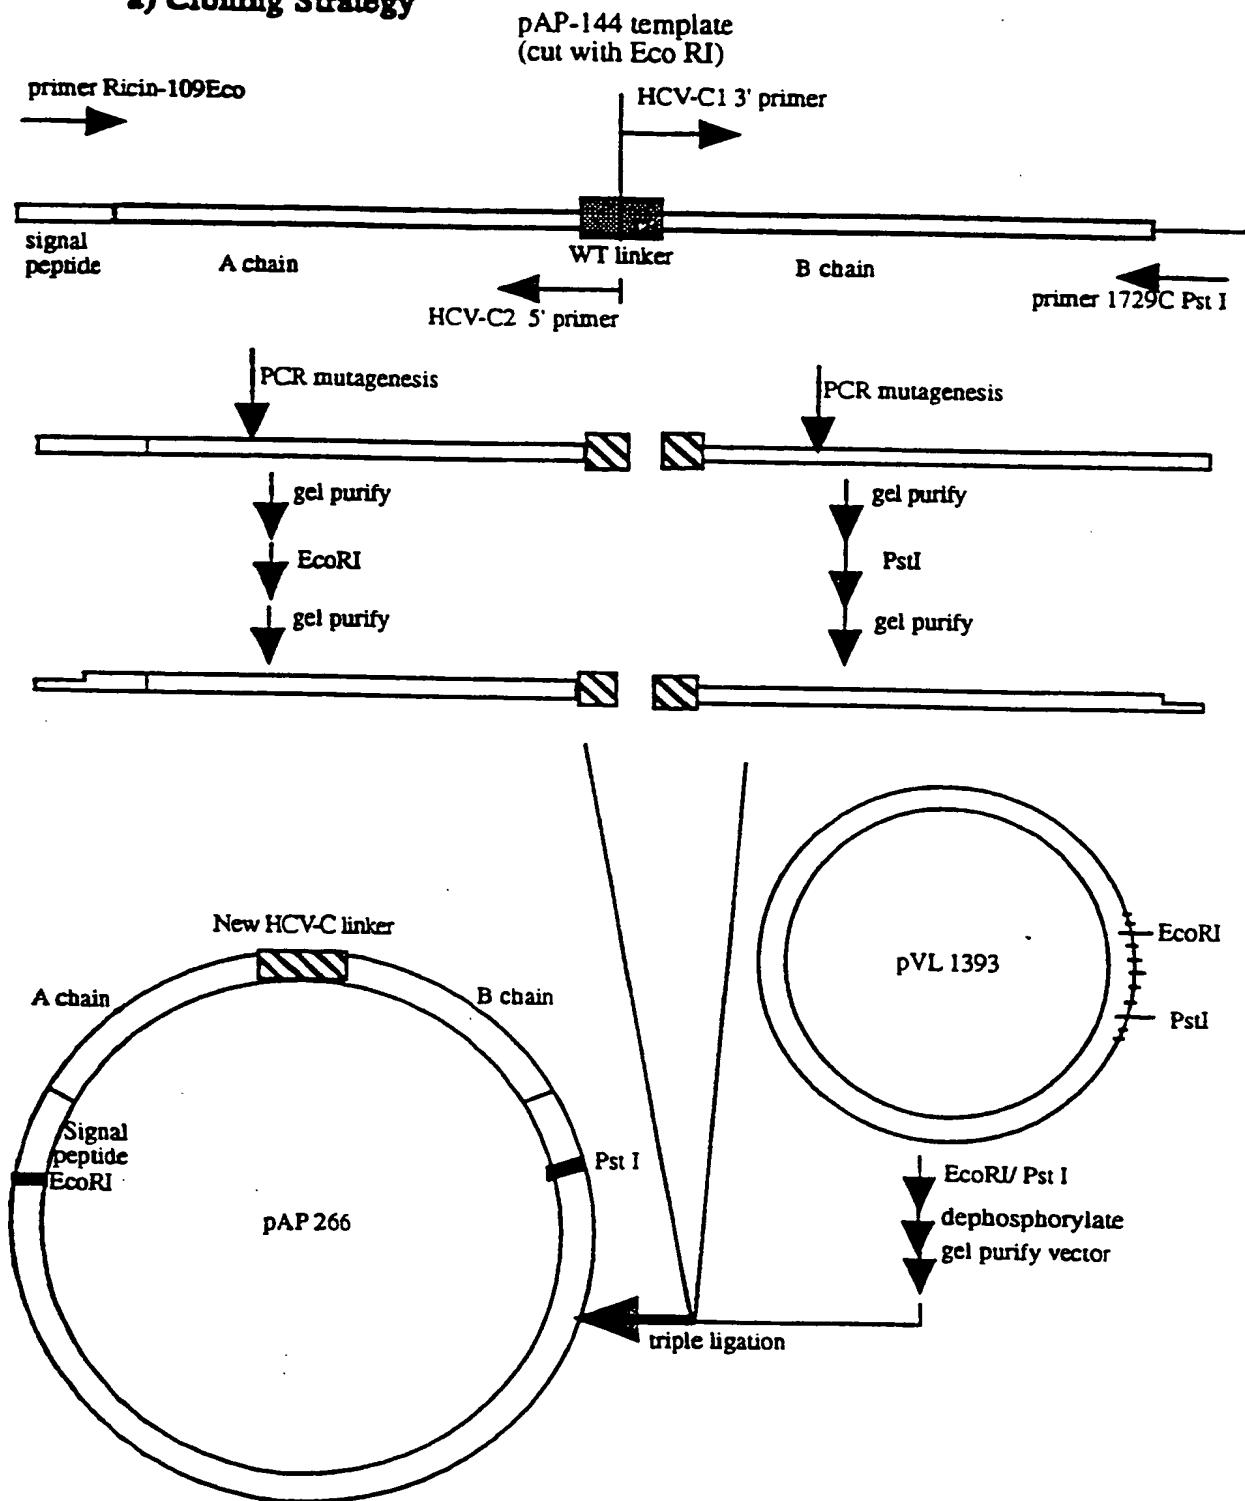 a) Cloning Strategy
pAP-144 template
(cut with Eco RI)
primer Ricin-109Eco
HCV-C1 3' primer
signal
peptide
A chain
WT linker
B chain
HCV-C2 5' primer
primer 1729C Pst I
PCR mutagenesis
PCR mutagenesis
gel purify
gel purify
EcoRI
PstI
gel purify
gel purify
New HCV-C linker
A chain
B chain
pVL 1393
EcoRI
PstI
Signal
peptide
EcoRI
Pst I
pAP 266
EcoRI/ Pst I
dephosphorylate
gel purify vector
triple ligation